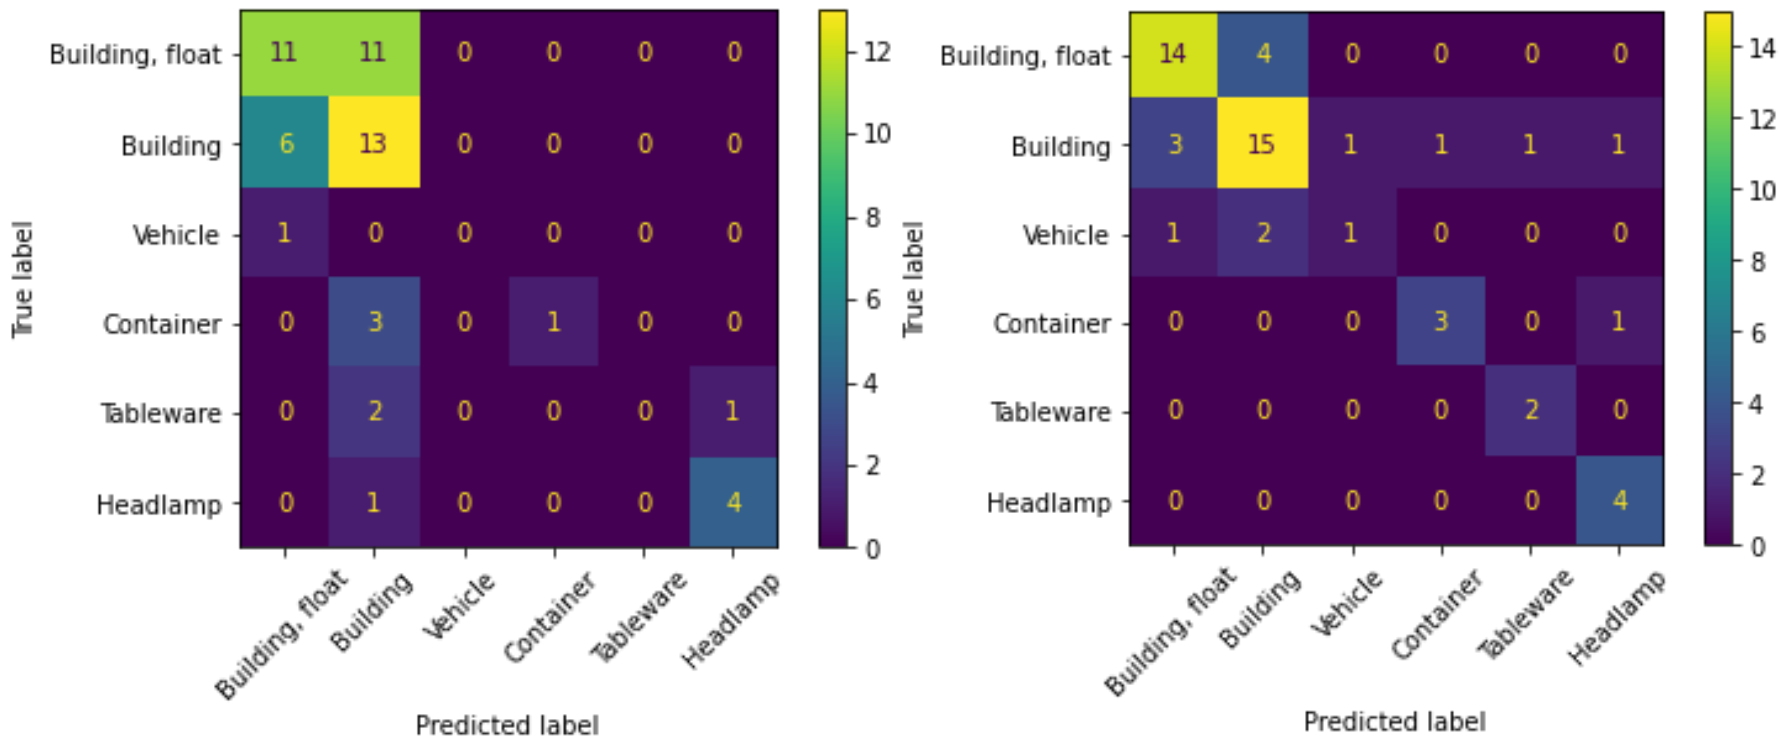 True label
Building, float 11 11 0 0 0 0
Building 6 13 0 0 0 0
Vehicle 1 0 0 0 0 0
Container 0 3 0 1 0 0
Tableware 0 2 0 0 0 1
Headlamp 0 1 0 0 0 4
Building, float
Building
Vehicle
Container
Tableware
Headlamp
Predicted label
12
10
8
6
4
2
0
True label
Building, float 14 4 0 0 0 0
Building 3 15 1 1 1 1
Vehicle 1 2 1 0 0 0
Container 0 0 0 3 0 1
Tableware 0 0 0 0 2 0
Headlamp 0 0 0 0 0 4
Building, float
Building
Vehicle
Container
Tableware
Headlamp
Predicted label
14
12
10
8
6
4
2
0